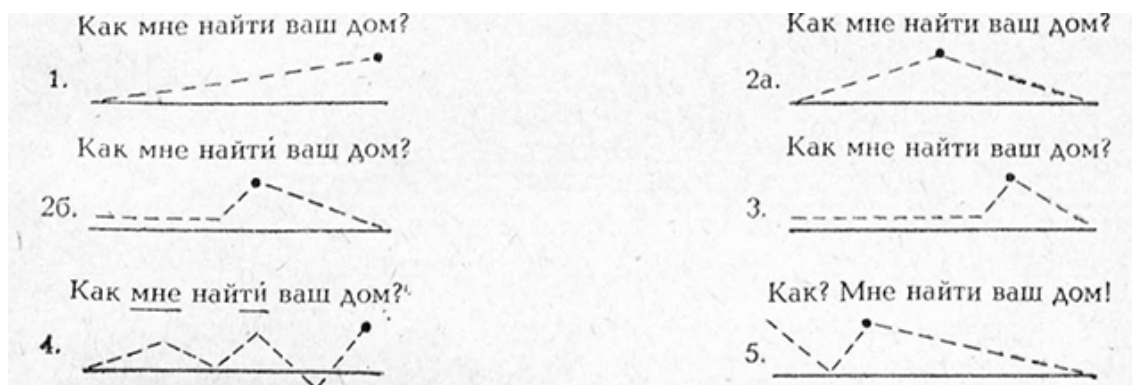 Как мне найти ваш дом?
1.
Как мне найти ваш дом?
2а.
Как мне найти́ ваш дом?
2б.
Как мне найти ваш дом?
3.
Как мне найти́ ваш дом?
4.
Как? Мне найти ваш дом!
5.